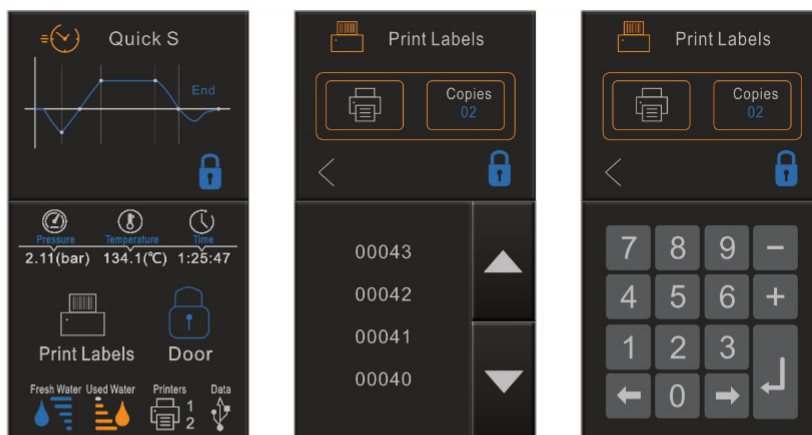 Quick S
End
Pressure Temperature Time
2.11(bar) 134.1(℃) 1:25:47
Print Labels Door
Fresh Water Used Water Printers Data
1
2
Print Labels
Copies
02
00043
00042
00041
00040
Print Labels
Copies
02
7 8 9 −
4 5 6 +
1 2 3
0